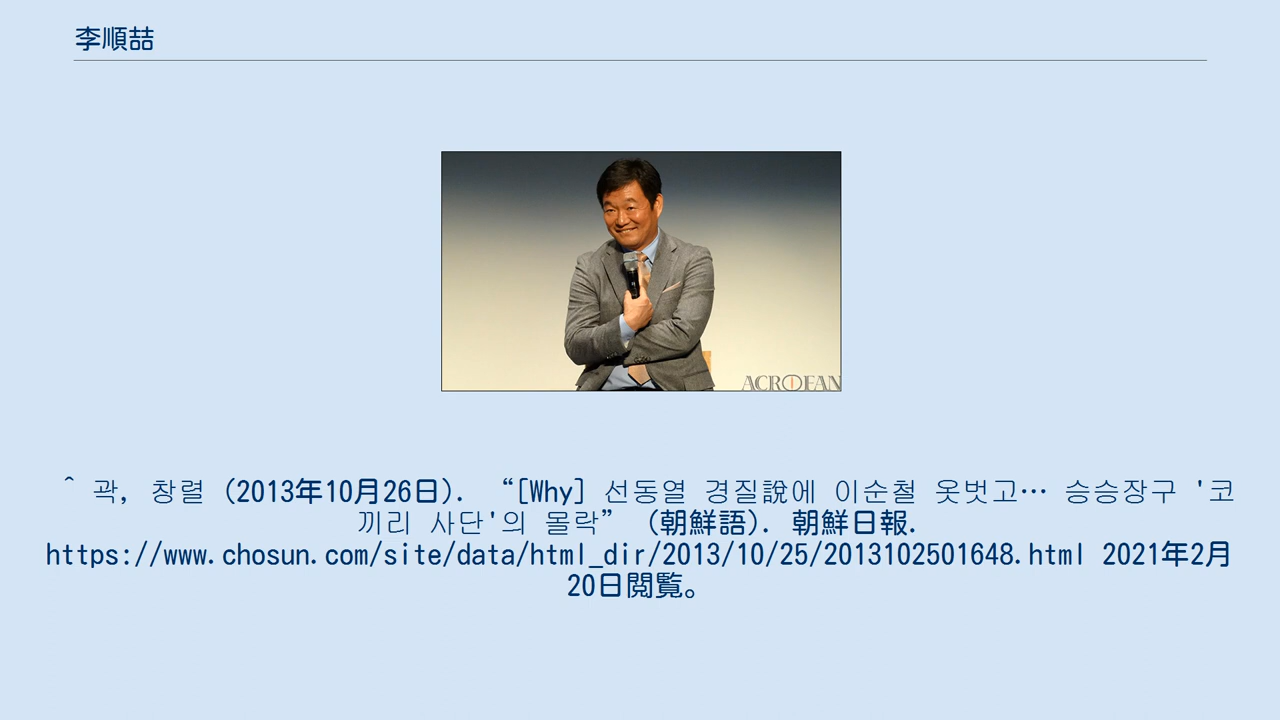 李順喆
ACROFAN
^ 곽, 창렬 (2013年10月26日). “[Why] 선동열 경질說에 이순철 옷벗고… 승승장구 '코
끼리 사단'의 몰락” (朝鮮語). 朝鮮日報.
https://www.chosun.com/site/data/html_dir/2013/10/25/2013102501648.html 2021年2月
20日閲覧。